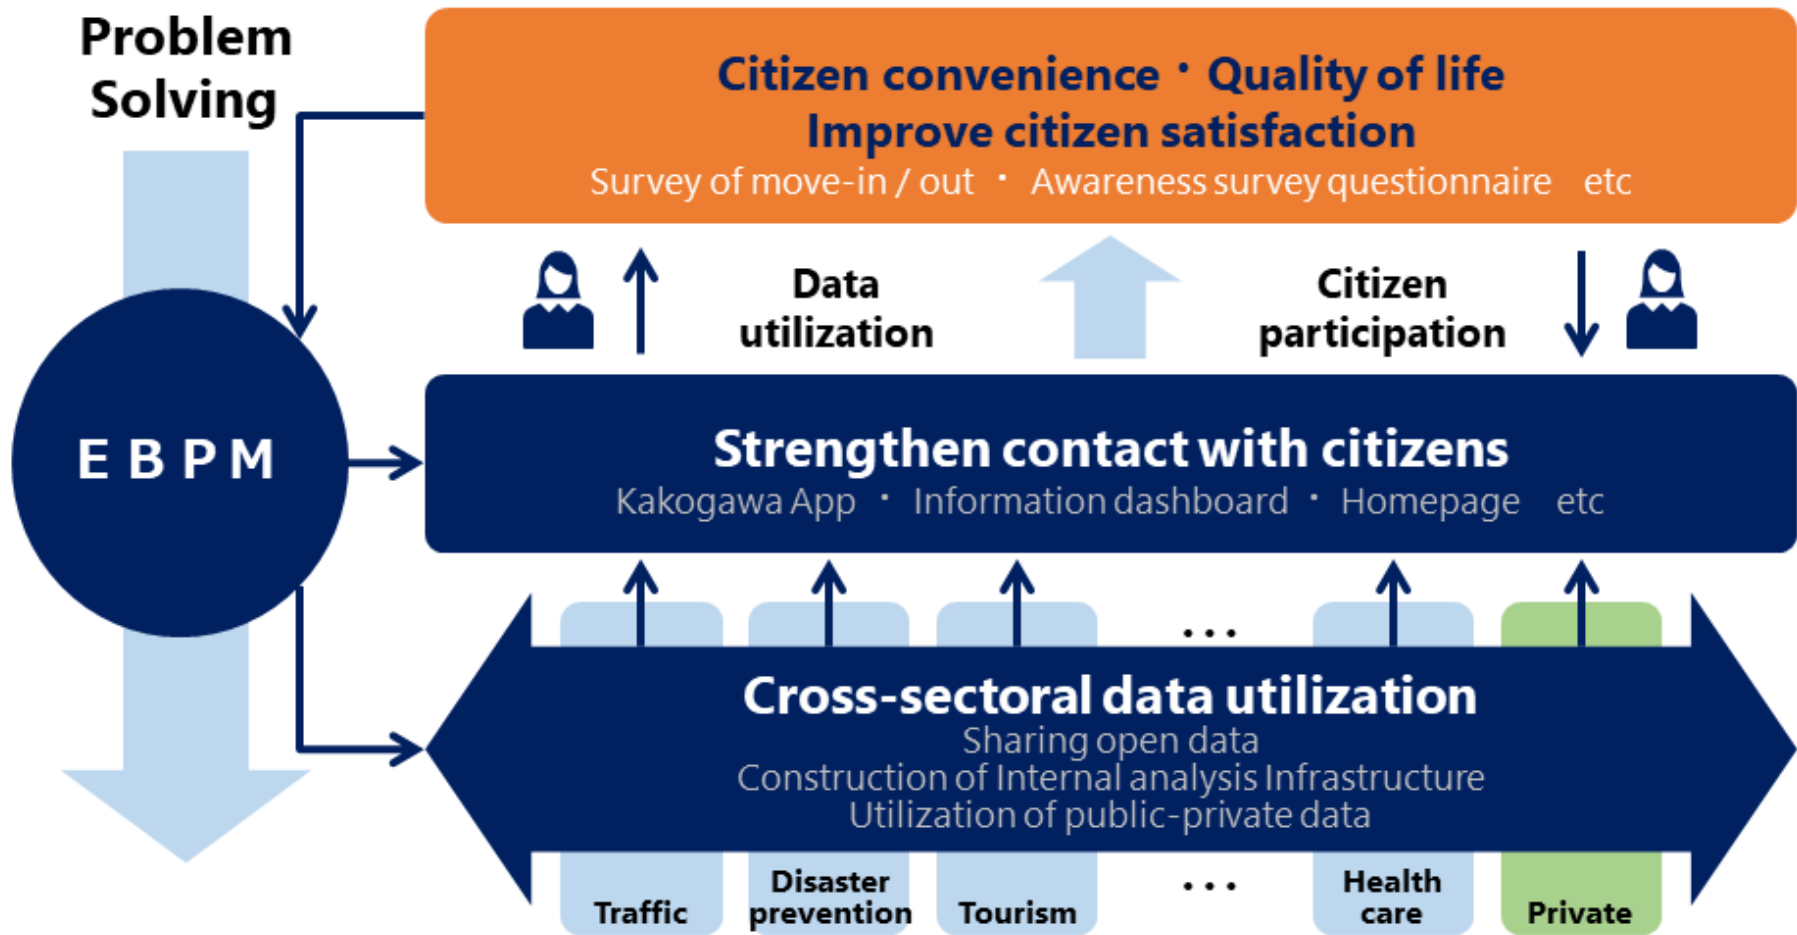 Problem
Solving
Citizen convenience・Quality of life
Improve citizen satisfaction
Survey of move-in / out ・ Awareness survey questionnaire etc
Data
utilization
Citizen
participation
EBPM
Strengthen contact with citizens
Kakogawa App ・ Information dashboard ・ Homepage etc
...
Cross-sectoral data utilization
Sharing open data
Construction of Internal analysis Infrastructure
Utilization of public-private data
Traffic
Disaster
prevention
Tourism
...
Health
care
Private